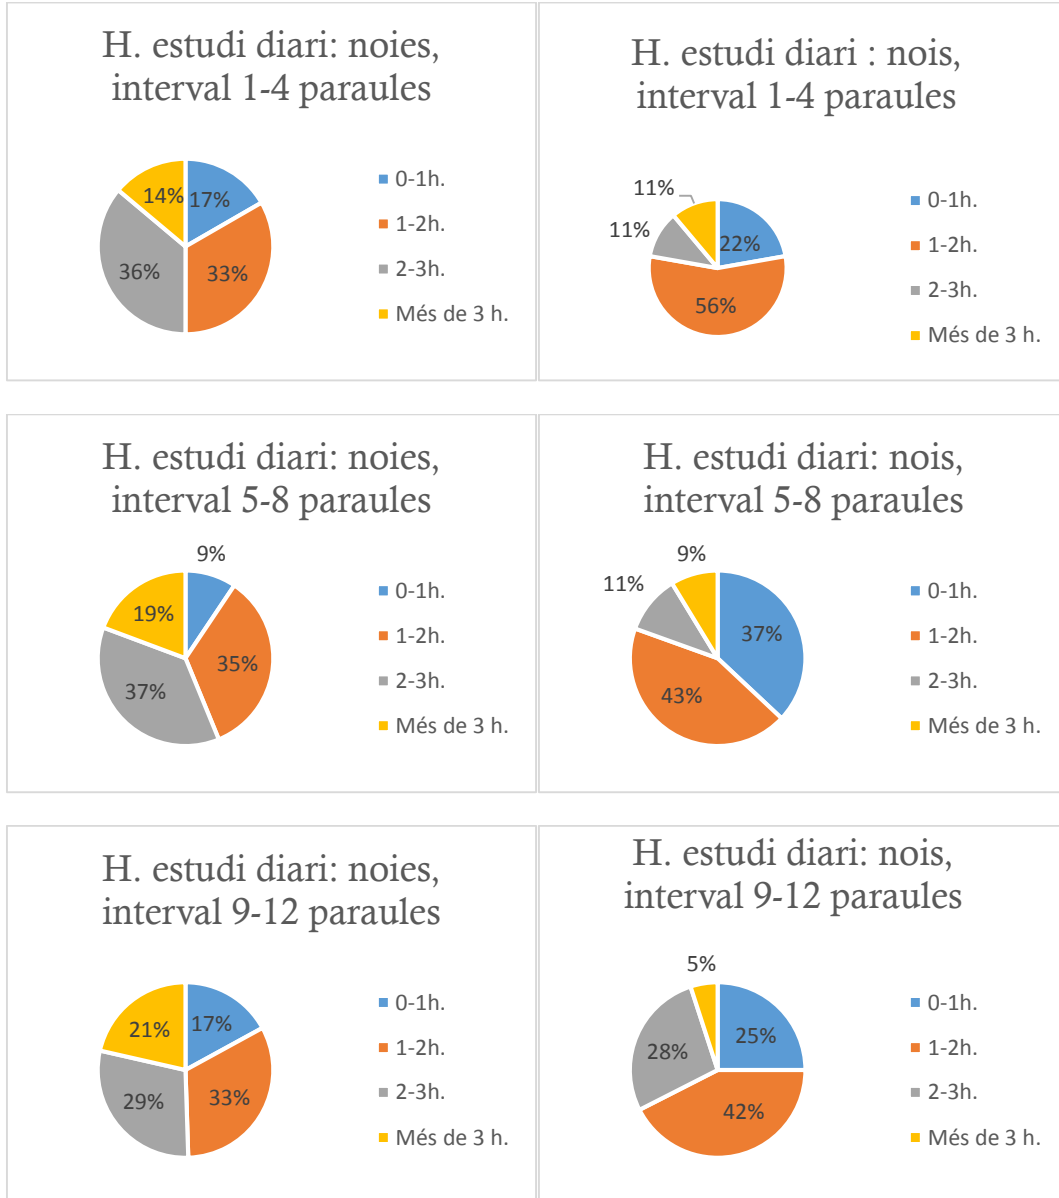 H. estudi diari: noies,
interval 1-4 paraules
14%
17%
36%
33%
0-1h.
1-2h.
2-3h.
Més de 3 h.
H. estudi diari : nois,
interval 1-4 paraules
11%
11%
22%
56%
0-1h.
1-2h.
2-3h.
Més de 3 h.
H. estudi diari: noies,
interval 5-8 paraules
9%
19%
35%
37%
0-1h.
1-2h.
2-3h.
Més de 3 h.
H. estudi diari: nois,
interval 5-8 paraules
9%
11%
37%
43%
0-1h.
1-2h.
2-3h.
Més de 3 h.
H. estudi diari: noies,
interval 9-12 paraules
21%
17%
29%
33%
0-1h.
1-2h.
2-3h.
Més de 3 h.
H. estudi diari: nois,
interval 9-12 paraules
5%
25%
28%
42%
0-1h.
1-2h.
2-3h.
Més de 3 h.